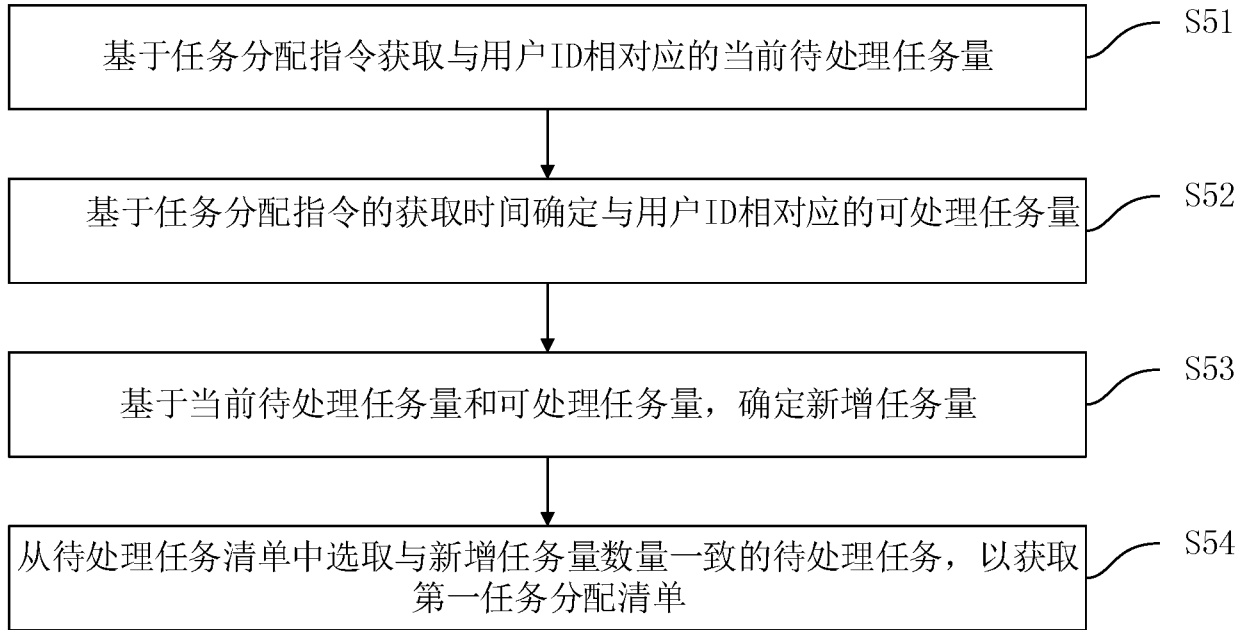 基于任务分配指令获取与用户ID相对应的当前待处理任务量
S51
基于任务分配指令的获取时间确定与用户ID相对应的可处理任务量
S52
基于当前待处理任务量和可处理任务量，确定新增任务量
S53
从待处理任务清单中选取与新增任务量数量一致的待处理任务，以获取
第一任务分配清单
S54